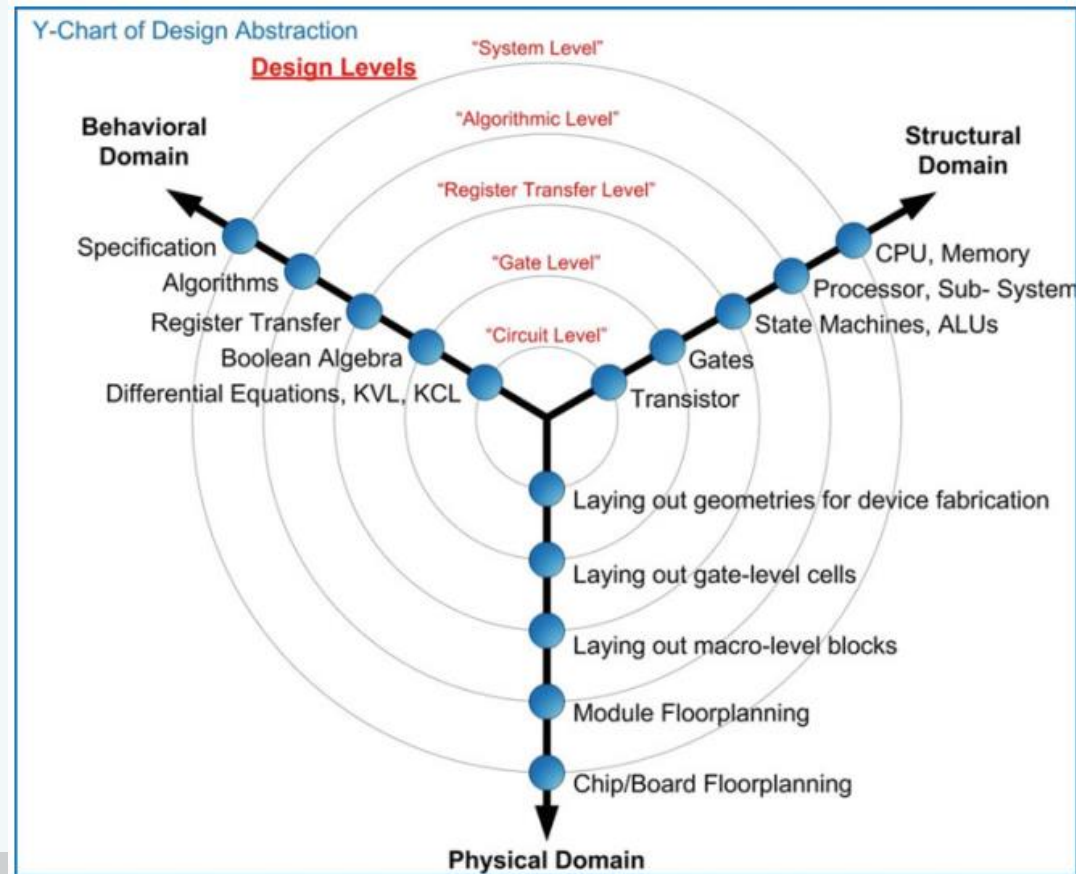 Y-Chart of Design Abstraction
Design Levels
"System Level"
"Algorithmic Level"
"Register Transfer Level"
"Gate Level"
"Circuit Level"
Behavioral
Domain
Specification
Algorithms
Register Transfer
Boolean Algebra
Differential Equations, KVL, KCL
Structural
Domain
CPU, Memory
Processor, Sub- System
State Machines, ALUs
Gates
Transistor
Laying out geometries for device fabrication
Laying out gate-level cells
Laying out macro-level blocks
Module Floorplanning
Chip/Board Floorplanning
Physical Domain